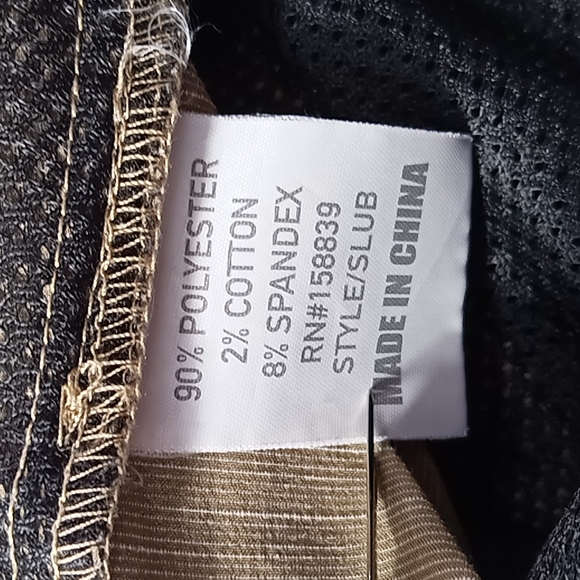 90% POLYESTER
2% COTTON
8% SPANDEX
RN#158839
STYLE/SLUB
MADE IN CHINA